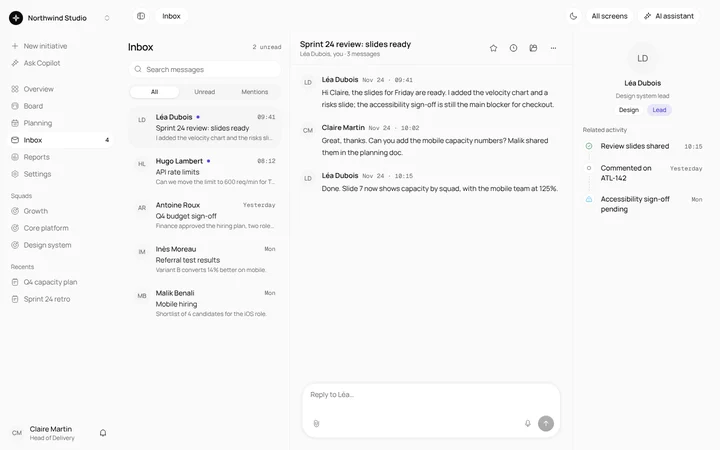 Northwind Studio
New initiative
Ask Copilot
Overview
Board
Planning
Inbox 4
Reports
Settings
Squads
Growth
Core platform
Design system
Recents
Q4 capacity plan
Sprint 24 retro
CM
Claire Martin
Head of Delivery
Inbox
All screens
AI assistant
Inbox
2 unread
Search messages
All Unread Mentions
LD
Léa Dubois 09:41
Sprint 24 review: slides ready
I added the velocity chart and the risks sli...
HL
Hugo Lambert 08:12
API rate limits
Can we move the limit to 600 req/min for T...
AR
Antoine Roux Yesterday
Q4 budget sign-off
Finance approved the hiring plan, two role...
IM
Inès Moreau Mon
Referral test results
Variant B converts 14% better on mobile.
MB
Malik Benali Mon
Mobile hiring
Shortlist of 4 candidates for the iOS role.
Sprint 24 review: slides ready
Léa Dubois, you · 3 messages
LD
Léa Dubois Nov 24 · 09:41
Hi Claire, the slides for Friday are ready. I added the velocity chart and a
risks slide; the accessibility sign-off is still the main blocker for checkout.
CM
Claire Martin Nov 24 · 10:02
Great, thanks. Can you add the mobile capacity numbers? Malik shared
them in the planning doc.
LD
Léa Dubois Nov 24 · 10:15
Done. Slide 7 now shows capacity by squad, with the mobile team at 125%.
Reply to Léa...
LD
Léa Dubois
Design system lead
Design Lead
Related activity
Review slides shared 10:15
Commented on Yesterday
ATL-142
Accessibility sign-off Mon
pending